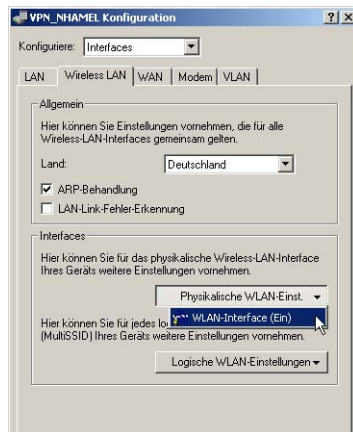 VPN_NHAMEL Konfiguration
Konfiguriere: Interfaces
LAN Wireless LAN WAN Modem VLAN
Allgemein
Hier können Sie Einstellungen vornehmen, die für alle
Wireless-LAN-Interfaces gemeinsam gelten.
Land: Deutschland
ARP-Behandlung
LAN-Link-Fehler-Erkennung
Interfaces
Hier können Sie für das physikalische Wireless-LAN-Interface
Ihres Geräts weitere Einstellungen vornehmen.
Physikalische WLAN-Einst.
WLAN-Interface (Ein)
Hier können Sie für jedes
(MultiSSID) Ihres Geräts weitere Einstellungen vornehmen.
Logische WLAN-Einstellungen